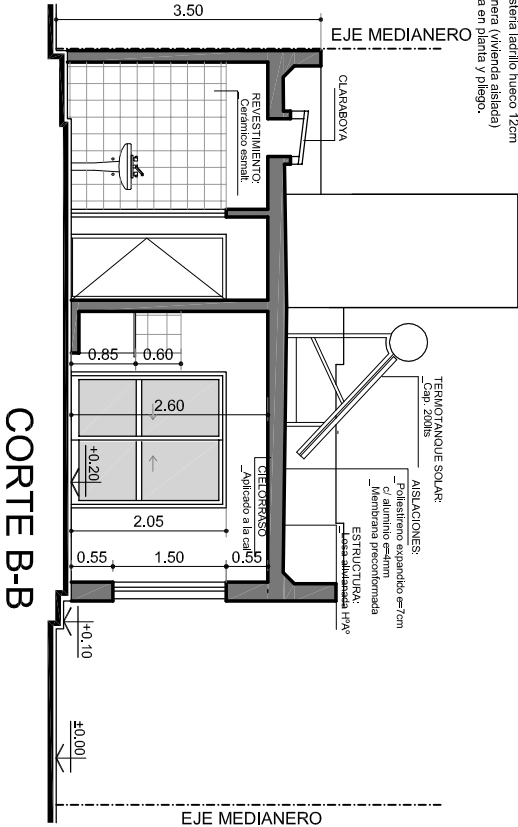 stería ladrillo hueco 12cm
nera (vivienda aislada)
a en planta y pliego.
3.50
EJE MEDIANERO
CLARABOYA
REVESTIMIENTO:
Cerámico esmalt.
TERMOTANQUE SOLAR:
_Cap. 200lts
AISLACIONES:
_Poliestireno expandido e=7cm
c/ aluminio e=4mm
_Membrana preconformada
ESTRUCTURA:
_Losa alivianada HºAº
CIELORRASO
_Aplicado a la cal
0.85
0.60
2.60
+0.20
2.05
0.55
1.50
0.55
+0.10
±0.00
EJE MEDIANERO
CORTE B-B